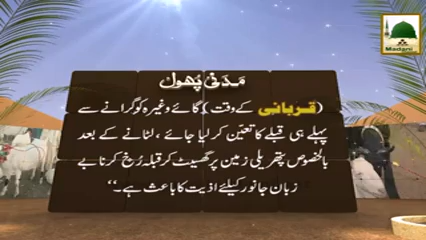 مدنی پھول
(قربانی کے وقت) گائے وغیرہ کو گرانے سے
پہلے ہی قبلے کا تعین کر لیا جائے، لٹانے کے بعد
بالخصوص پتھریلی زمین پر گھسیٹ کر قبلہ رُخ کرنا بے
زبان جانور کیلئے اذیت کا باعث ہے۔‘‘
Madani